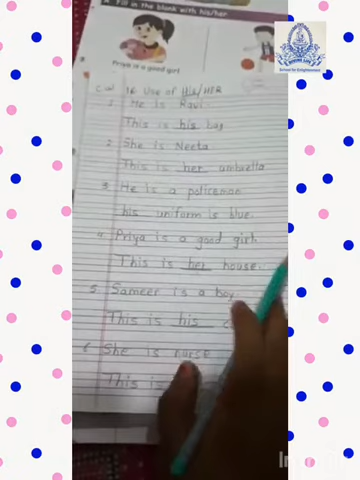 A Fill in the blank with his/her
Priya is a good girl
C.W 16 Use of His/HER
1. He is Ravi
This is his bag
2. She is Neeta
This is her umbrella
3. He is a policeman
his uniform is blue.
4. Priya is a good girl.
This is her house.
5. Sameer is a boy
This is his
6. She is nurse
This is